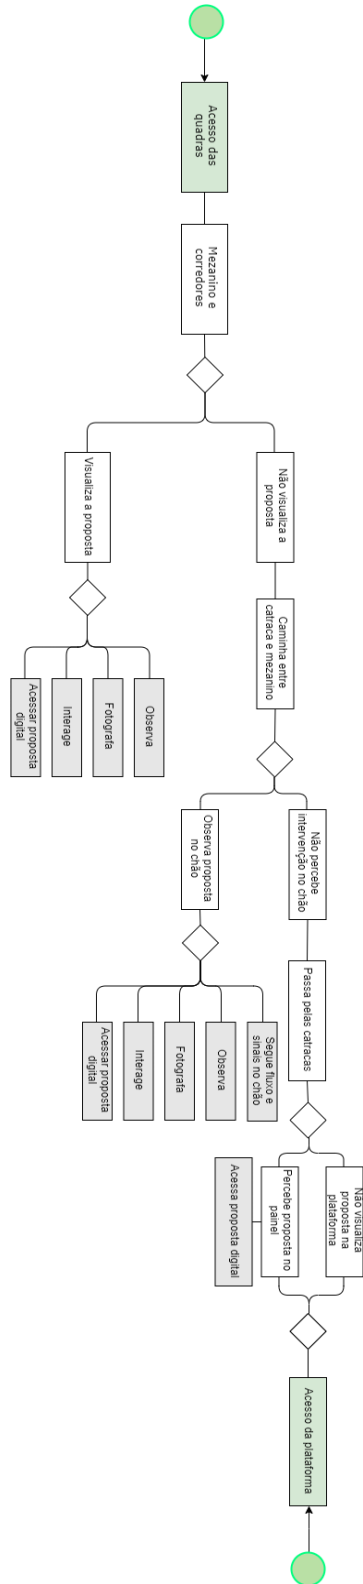 Acesso das
quadras
Mezanino e
corredores
Não visualiza a
proposta
Visualiza a proposta
Caminha entre
catraca e mezanino
Observa
Fotografa
Interage
Acessar proposta
digital
Não percebe
intervenção no chão
Observa proposta
no chão
Passa pelas catracas
Segue fluxo e
sinais no chão
Observa
Fotografa
Interage
Acessar proposta
digital
Não visualiza
proposta na
plataforma
Percebe proposta no
painel
Acessa proposta digital
Acesso da plataforma